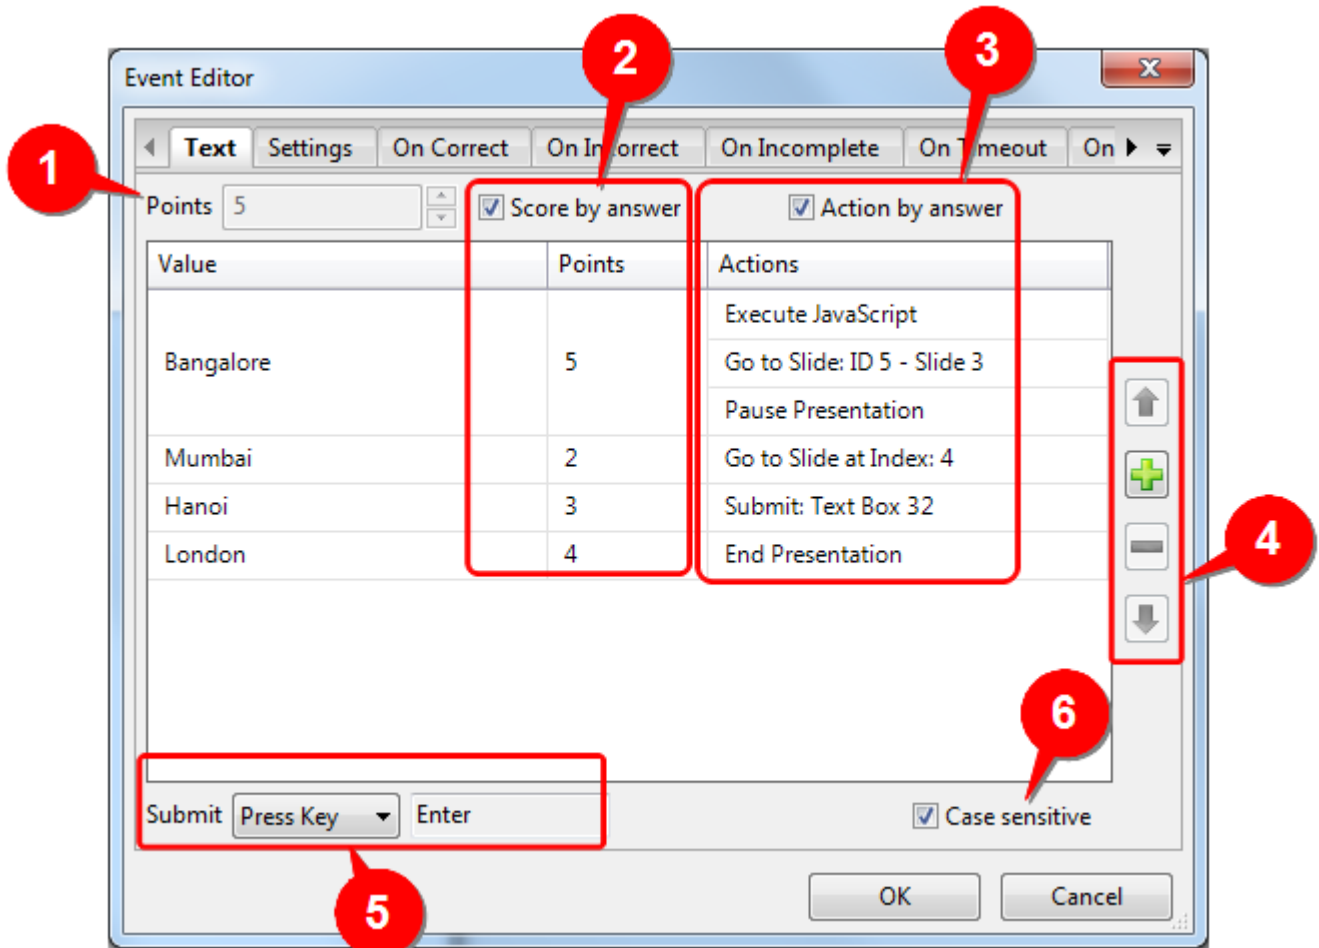 2
3
Event Editor
1
Text Settings On Correct On Incorrect On Incomplete On Timeout On
Points 5 Score by answer Action by answer
Value Points Actions
Execute JavaScript
Bangalore 5 Go to Slide: ID 5 - Slide 3
Pause Presentation
Mumbai 2 Go to Slide at Index: 4
Hanoi 3 Submit: Text Box 32
London 4 End Presentation
4
6
Submit Press Key Enter Case sensitive
5
OK Cancel